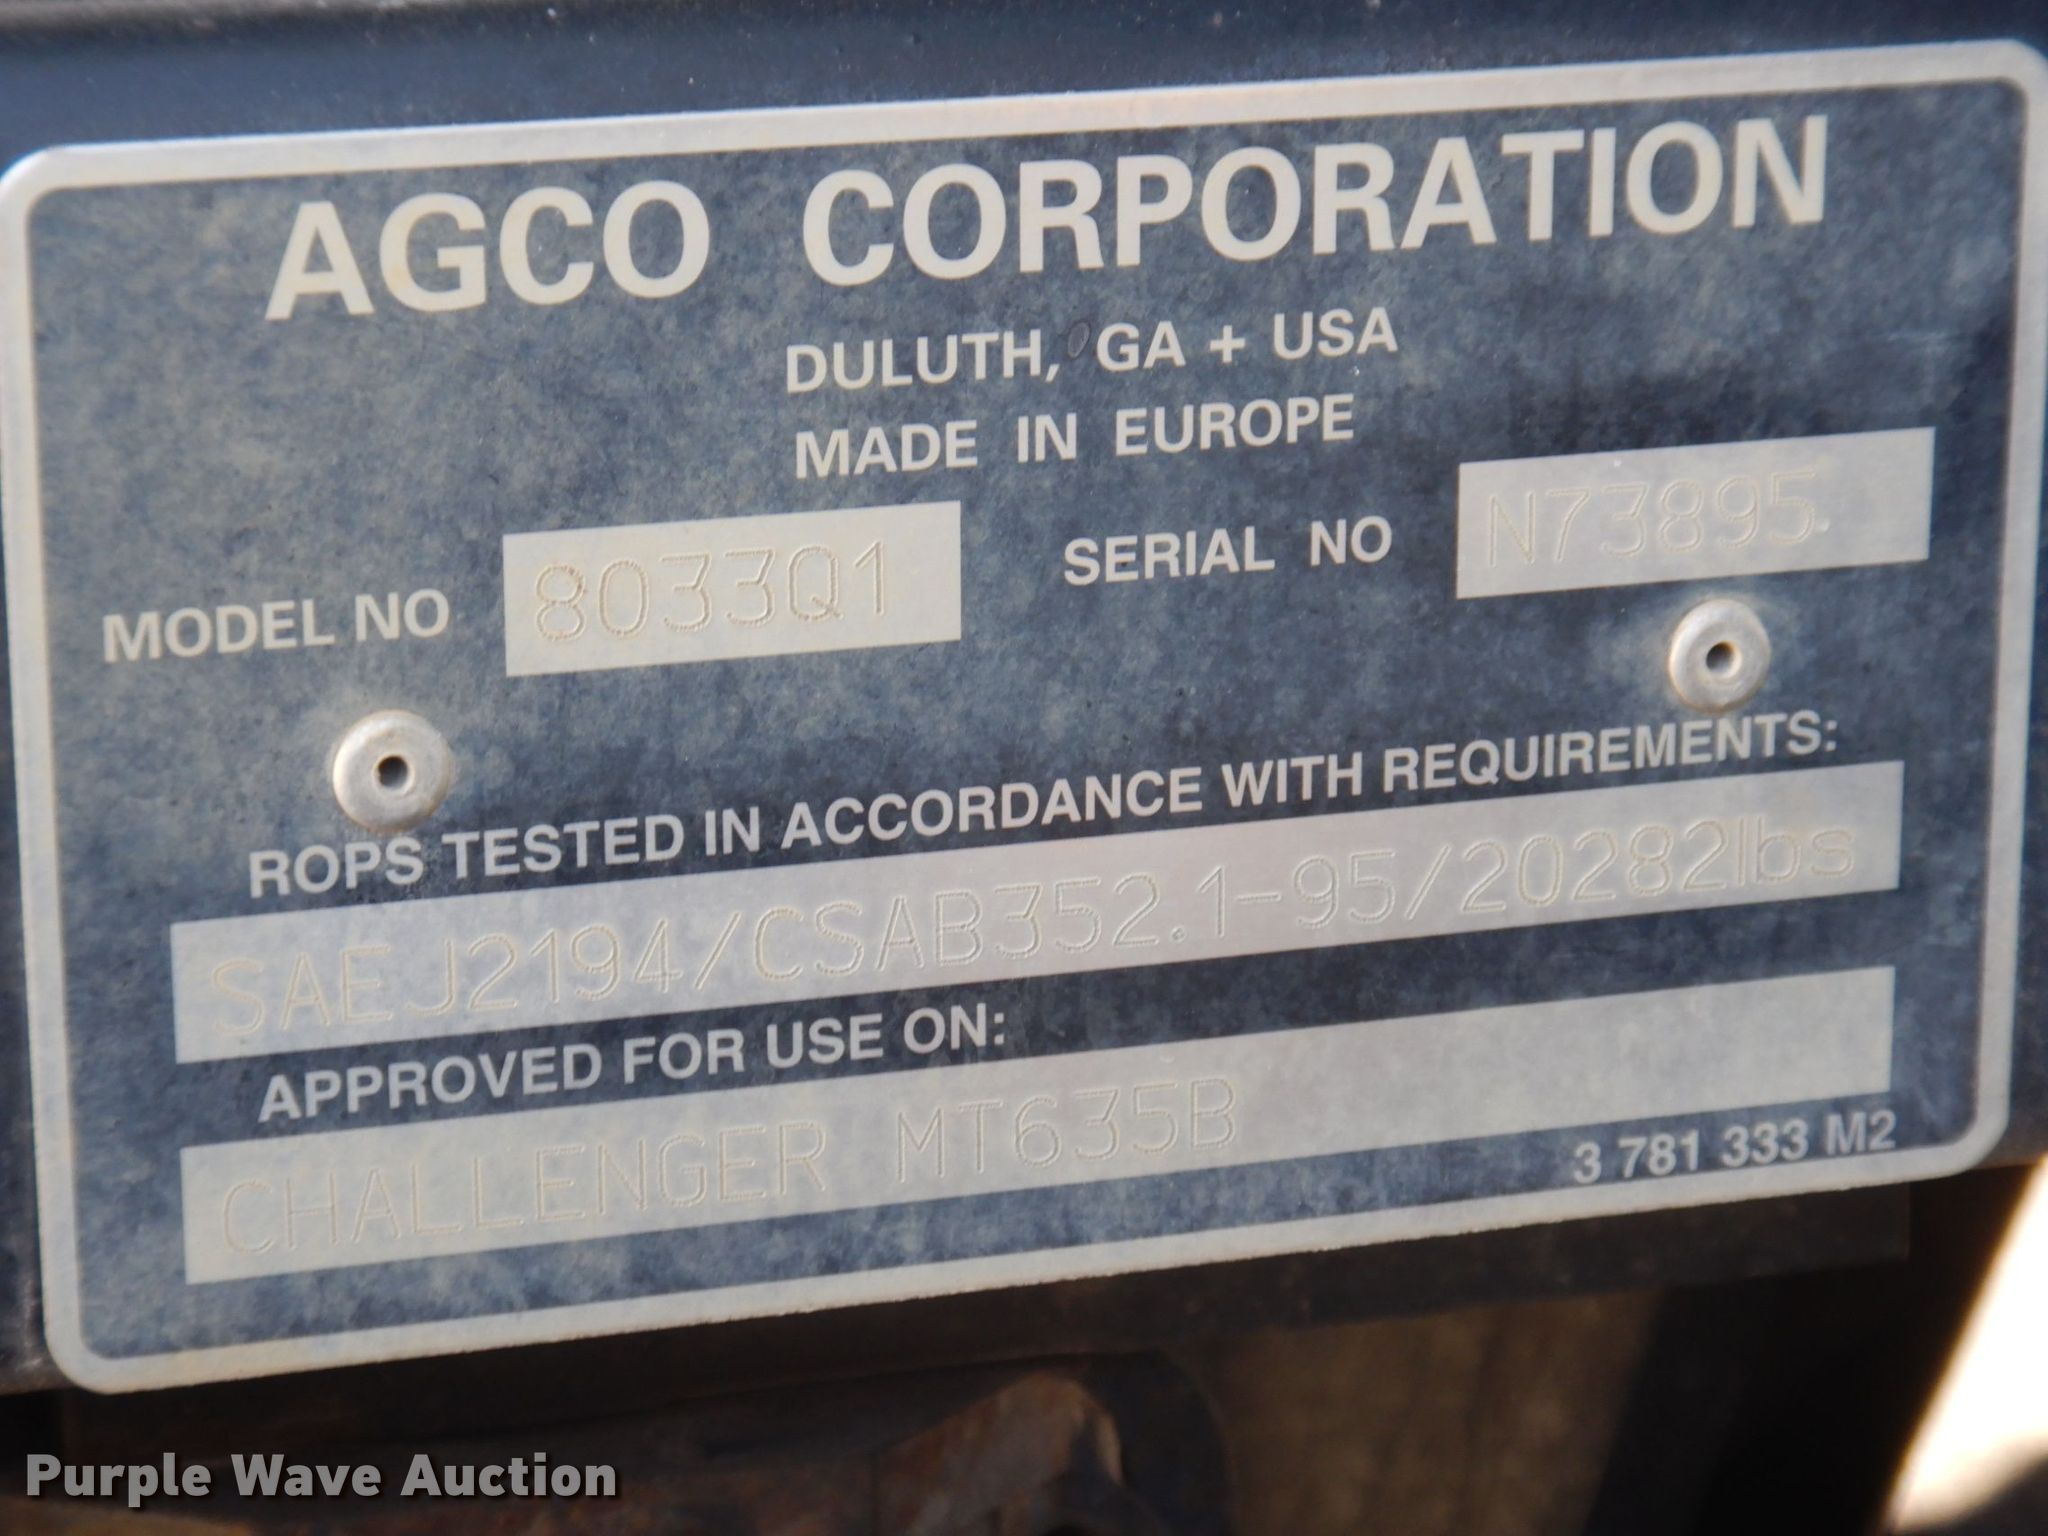 AGCO CORPORATION
DULUTH, GA + USA
MADE IN EUROPE
MODEL NO 8033Q1 SERIAL NO N73895
ROPS TESTED IN ACCORDANCE WITH REQUIREMENTS:
SAEJ2194/CSAB352.1-95/20282lbs
APPROVED FOR USE ON:
CHALLENGER MT635B
3 781 333 M2
Purple Wave Auction